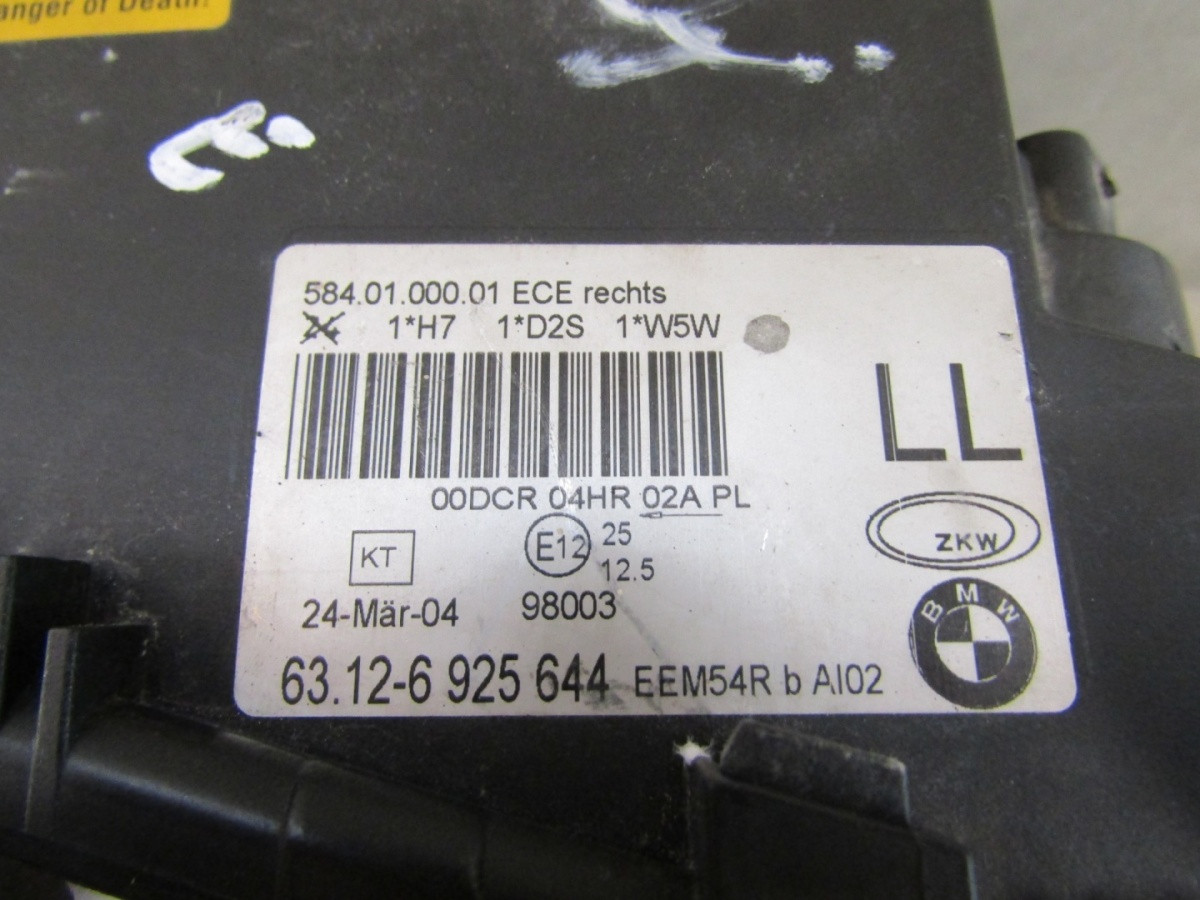 anger of Death!
584.01.000.01 ECE rechts
1*H7 1*D2S 1*W5W
LL
00DCR 04HR 02A PL
KT E12 25
12.5
ZKW
24-Mär-04 98003
BMW
63.12-6 925 644 EEM54R b AI02